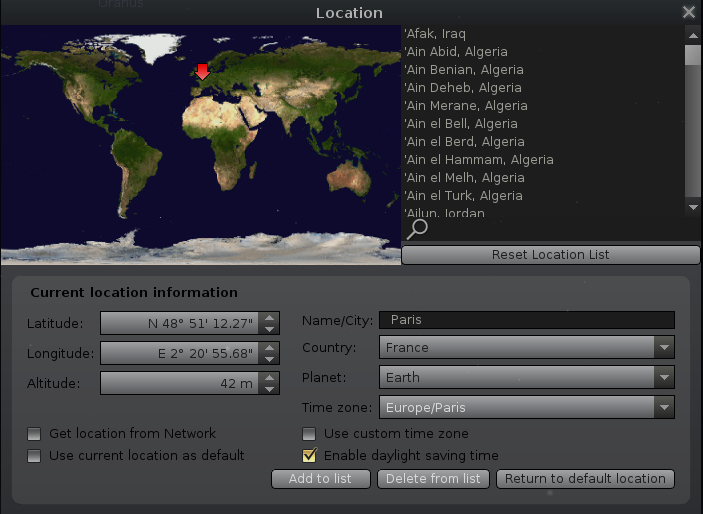 Uranus
Location
'Afak, Iraq
'Ain Abid, Algeria
'Ain Benian, Algeria
'Ain Deheb, Algeria
'Ain Merane, Algeria
'Ain el Bell, Algeria
'Ain el Berd, Algeria
'Ain el Hammam, Algeria
'Ain el Melh, Algeria
'Ain el Turk, Algeria
'Ajlun, Jordan
Reset Location List
Current location information
Latitude: N 48° 51' 12.27"
Longitude: E 2° 20' 55.68"
Altitude: 42 m
Name/City: Paris
Country: France
Planet: Earth
Time zone: Europe/Paris
Get location from Network
Use custom time zone
Use current location as default
Enable daylight saving time
Add to list
Delete from list
Return to default location